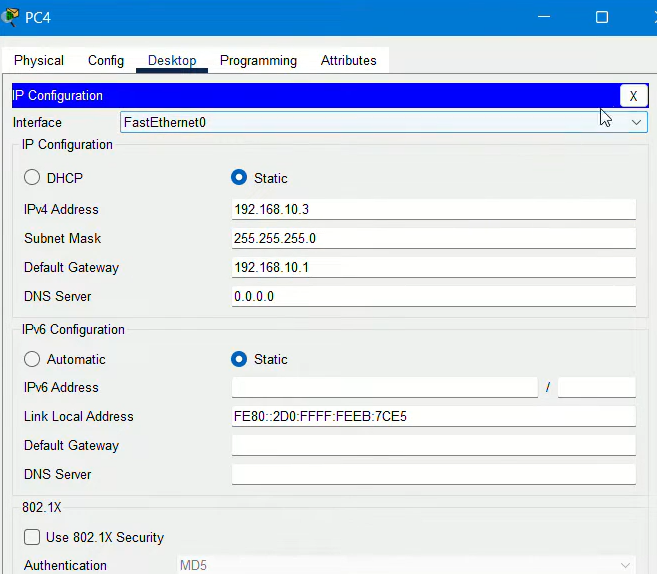 PC4
Physical Config Desktop Programming Attributes
IP Configuration X
Interface FastEthernet0
IP Configuration
DHCP Static
IPv4 Address 192.168.10.3
Subnet Mask 255.255.255.0
Default Gateway 192.168.10.1
DNS Server 0.0.0.0
IPv6 Configuration
Automatic Static
IPv6 Address /
Link Local Address FE80::2D0:FFFF:FEEB:7CE5
Default Gateway
DNS Server
802.1X
Use 802.1X Security
Authentication MD5